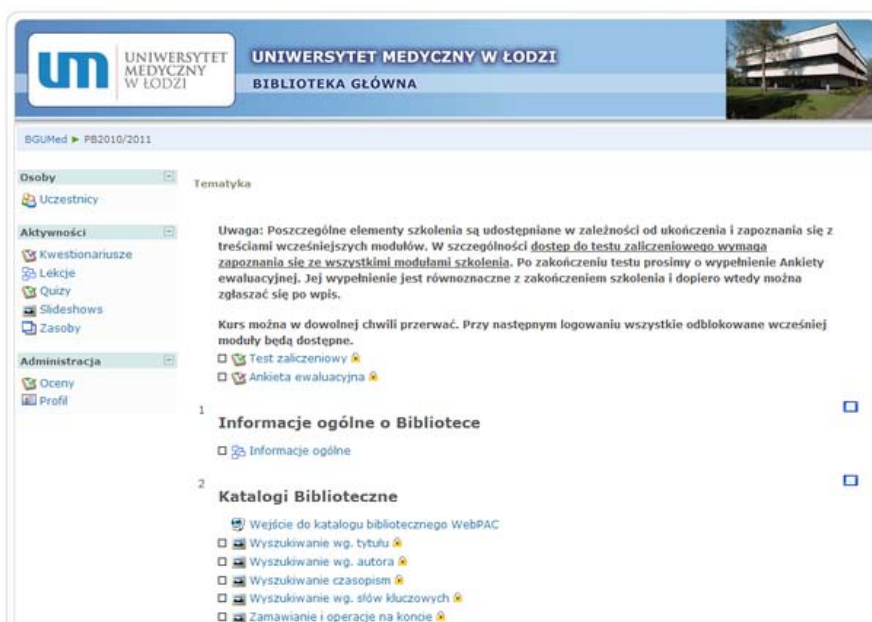 um UNIWERSYTET
MEDYCZNY
W ŁODZI
UNIWERSYTET MEDYCZNY W ŁODZI
BIBLIOTEKA GŁÓWNA
BGUMed ► PB2010/2011
Osoby
Uczestnicy
Aktywności
Kwestionariusze
Lekcje
Quizy
Slideshows
Zasoby
Administracja
Oceny
Profil
Tematyka
Uwaga: Poszczególne elementy szkolenia są udostępniane w zależności od ukończenia i zapoznania się z
treściami wcześniejszych modułów. W szczególności dostęp do testu zaliczeniowego wymaga
zapoznania się ze wszystkimi modułami szkolenia. Po zakończeniu testu prosimy o wypełnienie Ankiety
ewaluacyjnej. Jej wypełnienie jest równoznaczne z zakończeniem szkolenia i dopiero wtedy można
zgłaszać się po wpis.
Kurs można w dowolnej chwili przerwać. Przy następnym logowaniu wszystkie odblokowane wcześniej
moduły będą dostępne.
Test zaliczeniowy
Ankieta ewaluacyjna
1
Informacje ogólne o Bibliotece
Informacje ogólne
2
Katalogi Biblioteczne
Wejście do katalogu bibliotecznego WebPAC
Wyszukiwanie wg. tytułu
Wyszukiwanie wg. autora
Wyszukiwanie czasopism
Wyszukiwanie wg. słów kluczowych
Zamawianie i operacje na koncie